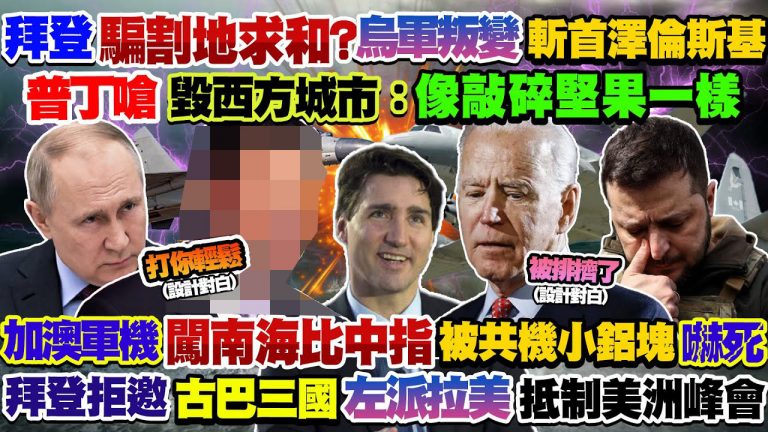 拜登騙割地求和?烏軍叛變 斬首澤倫斯基
普丁嗆 毀西方城市:像敲碎堅果一樣
打你輕鬆
(設計對白)
被排擠了
(設計對白)
加澳軍機闖南海比中指 被共機小鋁塊嚇死
拜登拒邀 古巴三國 左派拉美 抵制美洲峰會